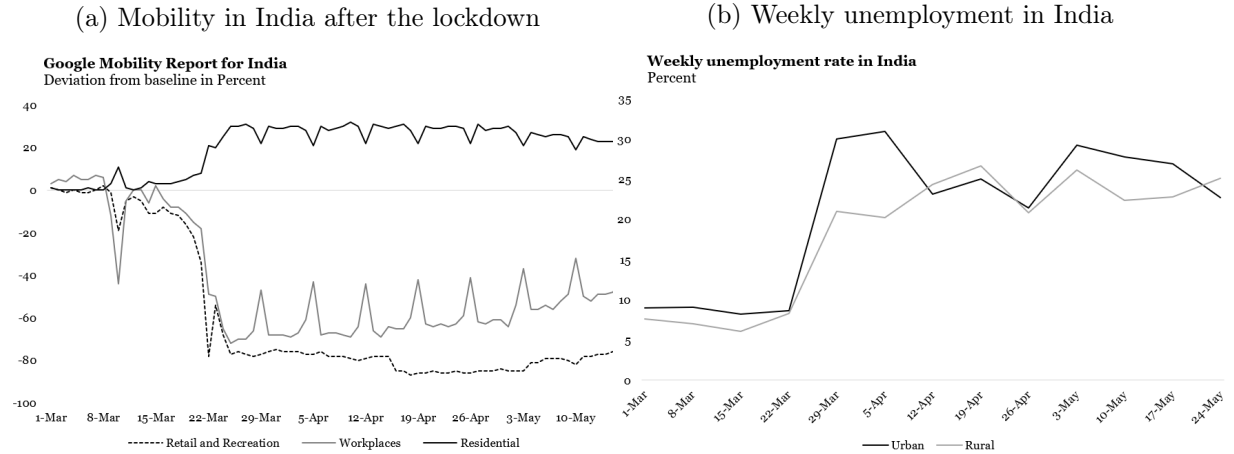 (a) Mobility in India after the lockdown
Google Mobility Report for India
Deviation from baseline in Percent
40
20
0
-20
-40
-60
-80
-100
1-Mar 8-Mar 15-Mar 22-Mar 29-Mar 5-Apr 12-Apr 19-Apr 26-Apr 3-May 10-May
Retail and Recreation Workplaces Residential
(b) Weekly unemployment in India
Weekly unemployment rate in India
Percent
35
30
25
20
15
10
5
0
1-Mar 8-Mar 15-Mar 22-Mar 29-Mar 5-Apr 12-Apr 19-Apr 26-Apr 3-May 10-May 17-May 24-May
Urban Rural